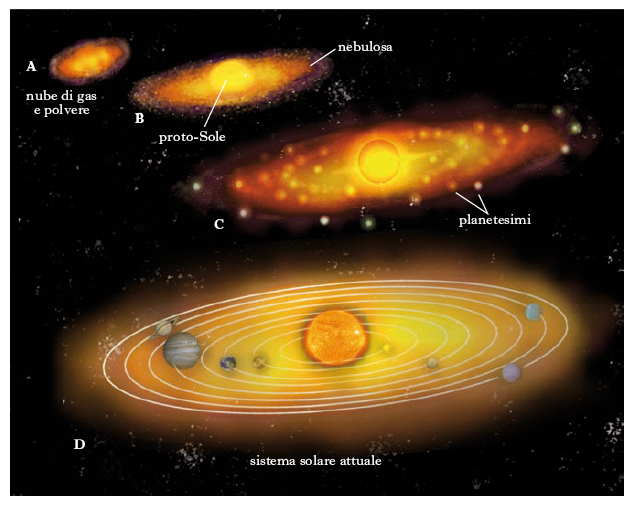 A
nube di gas
e polvere
B
proto-Sole
nebulosa
C
planetesimi
D
sistema solare attuale